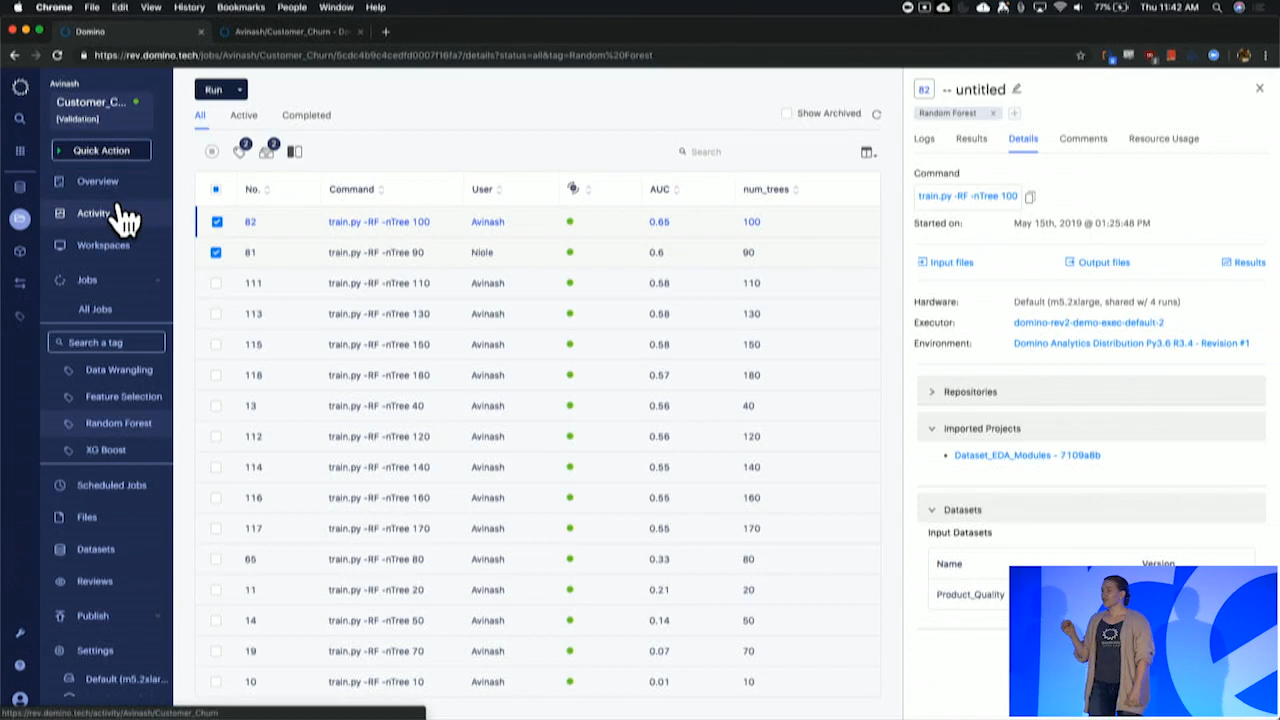 Chrome File Edit View History Bookmarks People Window Help 77% Thu 11:42 AM
Domino Avinash/Customer_Churn - Do
https://rev.domino.tech/jobs/Avinash/Customer_Churn/5cdc4b9c4cedfd0007f16fa7/details?status=all&tag=Random%20Forest
Avinash
Customer_C...
[Validation]
Quick Action
Overview
Activity
Workspaces
Jobs
All Jobs
Search a tag
Data Wrangling
Feature Selection
Random Forest
XG Boost
Scheduled Jobs
Files
Datasets
Reviews
Publish
Settings
Default (m5.2xlar...
https://rev.domino.tech/activity/Avinash/Customer_Churn
Run
All Active Completed Show Archived
2 2 Search
No. Command User AUC num_trees
82 train.py -RF -nTree 100 Avinash 0.65 100
81 train.py -RF -nTree 90 Niole 0.6 90
111 train.py -RF -nTree 110 Avinash 0.58 110
113 train.py -RF -nTree 130 Avinash 0.58 130
115 train.py -RF -nTree 150 Avinash 0.58 150
118 train.py -RF -nTree 180 Avinash 0.57 180
13 train.py -RF -nTree 40 Avinash 0.56 40
112 train.py -RF -nTree 120 Avinash 0.56 120
114 train.py -RF -nTree 140 Avinash 0.55 140
116 train.py -RF -nTree 160 Avinash 0.55 160
117 train.py -RF -nTree 170 Avinash 0.55 170
65 train.py -RF -nTree 80 Avinash 0.33 80
11 train.py -RF -nTree 20 Avinash 0.21 20
14 train.py -RF -nTree 50 Avinash 0.14 50
19 train.py -RF -nTree 70 Avinash 0.07 70
10 train.py -RF -nTree 10 Avinash 0.01 10
82 -- untitled
Random Forest
Logs Results Details Comments Resource Usage
Command
train.py -RF -nTree 100
Started on: May 15th, 2019 @ 01:25:48 PM
Input files Output files Results
Hardware: Default (m5.2xlarge, shared w/ 4 runs)
Executor: domino-rev2-demo-exec-default-2
Environment: Domino Analytics Distribution Py3.6 R3.4 - Revision #1
Repositories
Imported Projects
• Dataset_EDA_Modules - 7109a8b
Datasets
Input Datasets
Name Version
Product_Quality